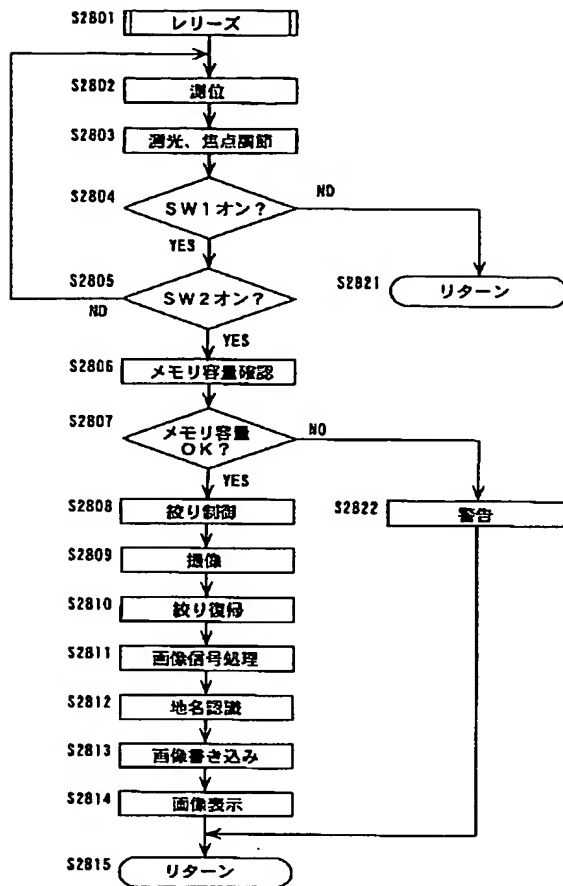 S2801 レリーズ
S2802 測位
S2803 測光、焦点調節
S2804 SW1オン? NO
YES
S2805 SW2オン?
NO
YES
S2821 リターン
S2806 メモリ容量確認
S2807 メモリ容量
OK? NO
YES
S2808 絞り制御
S2822 警告
S2809 撮像
S2810 絞り復帰
S2811 画像信号処理
S2812 地名認識
S2813 画像書き込み
S2814 画像表示
S2815 リターン